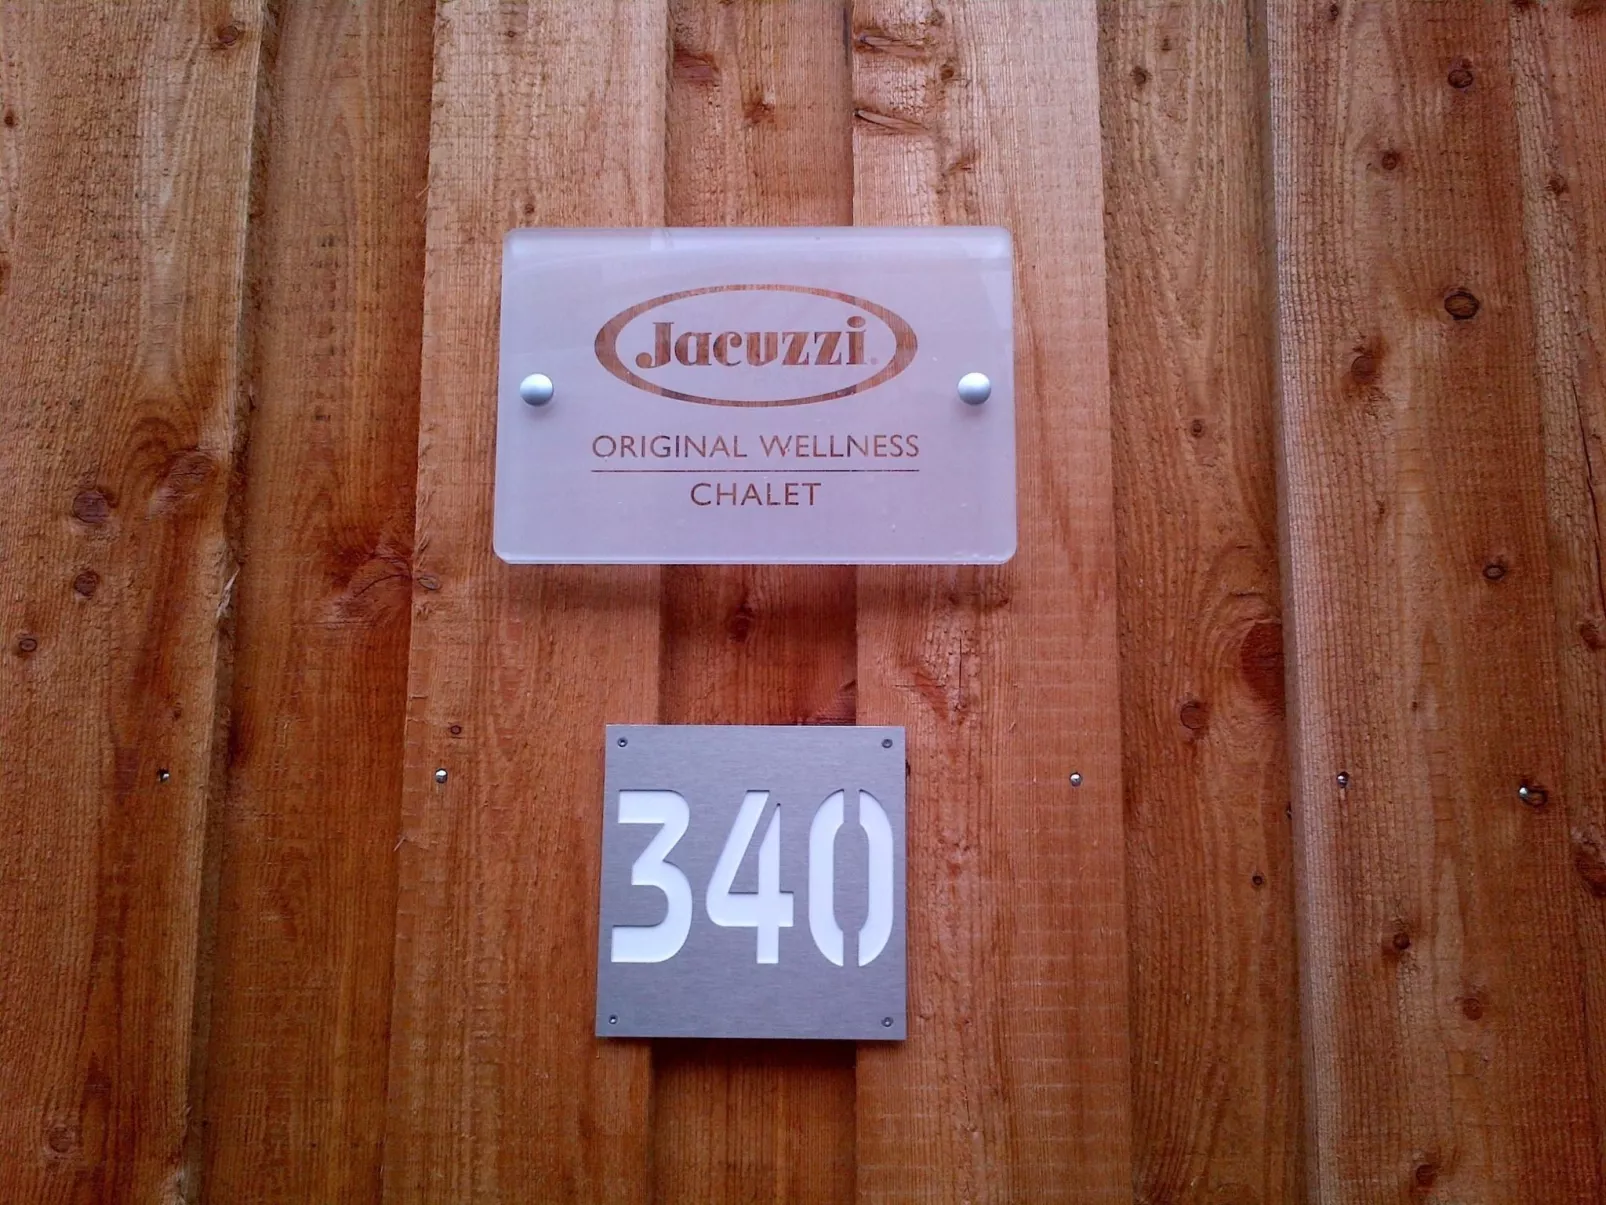 Jacuzzi®
ORIGINAL WELLNESS
CHALET
340